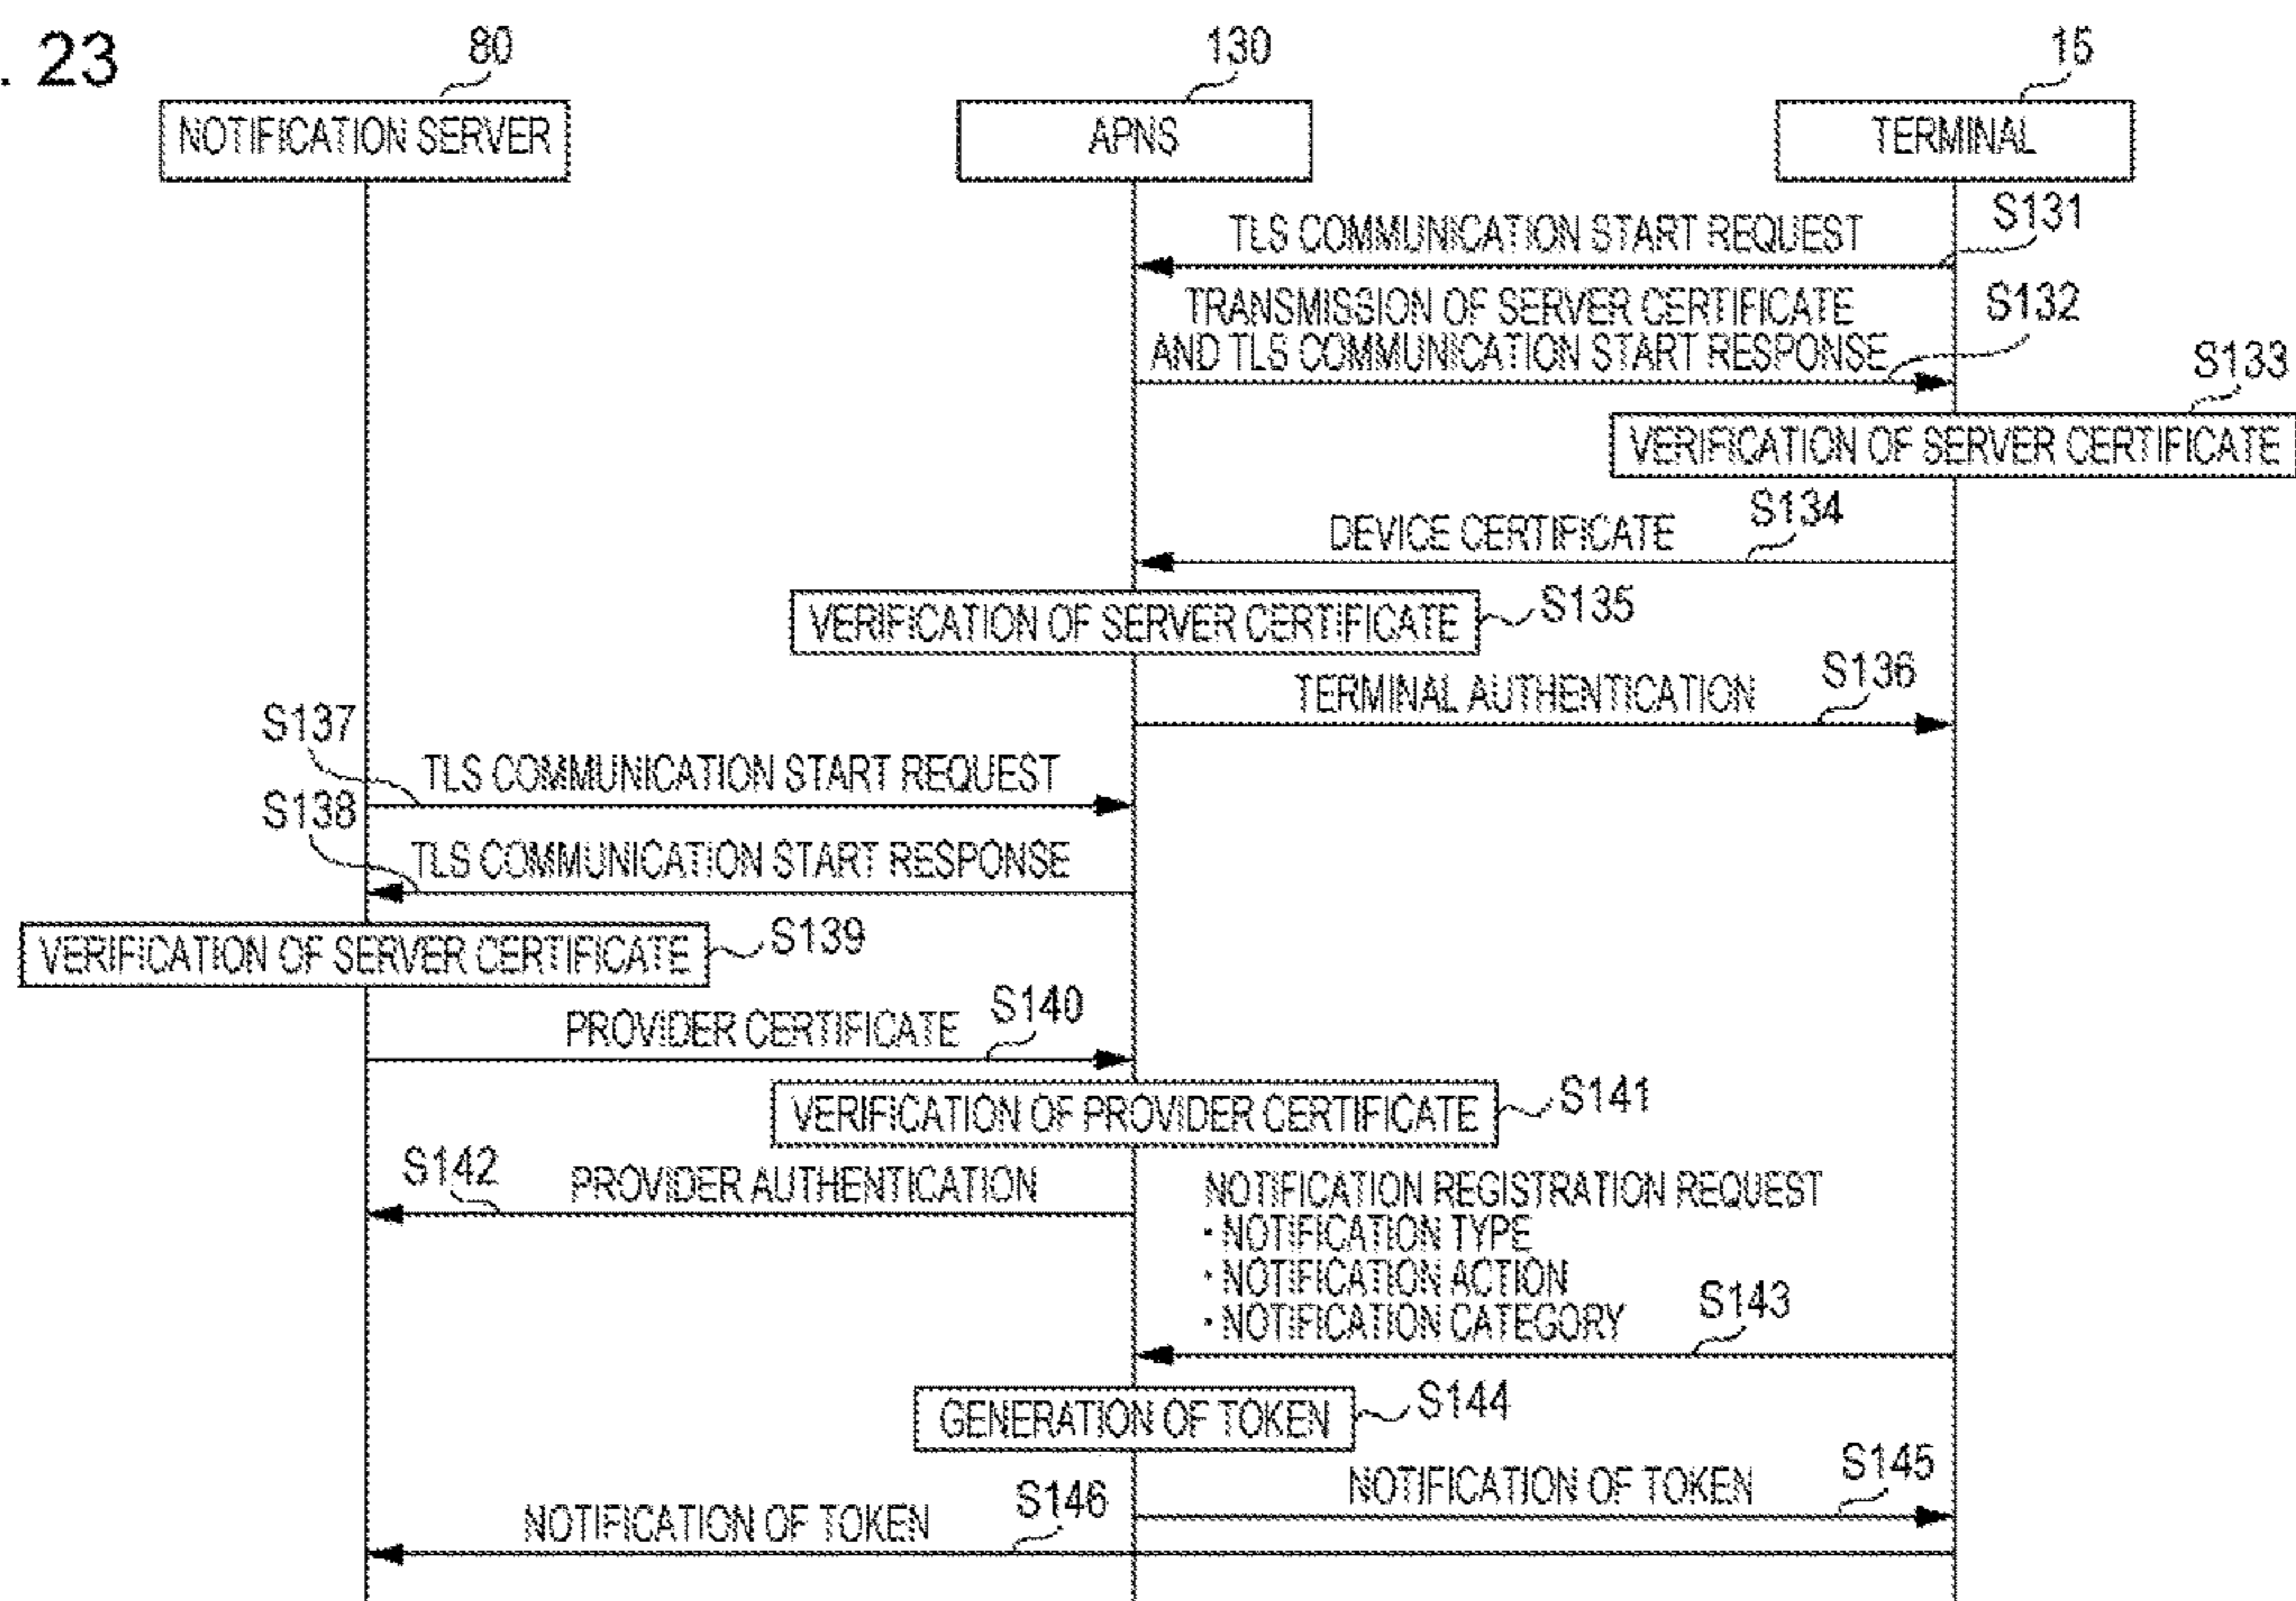 . 23
80
130
16
NOTIFICATION SERVER
APNS
TERMINAL
S131
TLS COMMUNICATION START REQUEST
TRANSMISSION OF SERVER CERTIFICATE
AND TLS COMMUNICATION START RESPONSE
S132
S133
VERIFICATION OF SERVER CERTIFICATE
S134
DEVICE CERTIFICATE
VERIFICATION OF SERVER CERTIFICATE
S135
S136
TERMINAL AUTHENTICATION
S137
TLS COMMUNICATION START REQUEST
S138
TLS COMMUNICATION START RESPONSE
VERIFICATION OF SERVER CERTIFICATE
S139
S140
PROVIDER CERTIFICATE
VERIFICATION OF PROVIDER CERTIFICATE
S141
S142
PROVIDER AUTHENTICATION
NOTIFICATION REGISTRATION REQUEST
・NOTIFICATION TYPE
・NOTIFICATION ACTION
・NOTIFICATION CATEGORY
S143
GENERATION OF TOKEN
S144
S145
NOTIFICATION OF TOKEN
S146
NOTIFICATION OF TOKEN